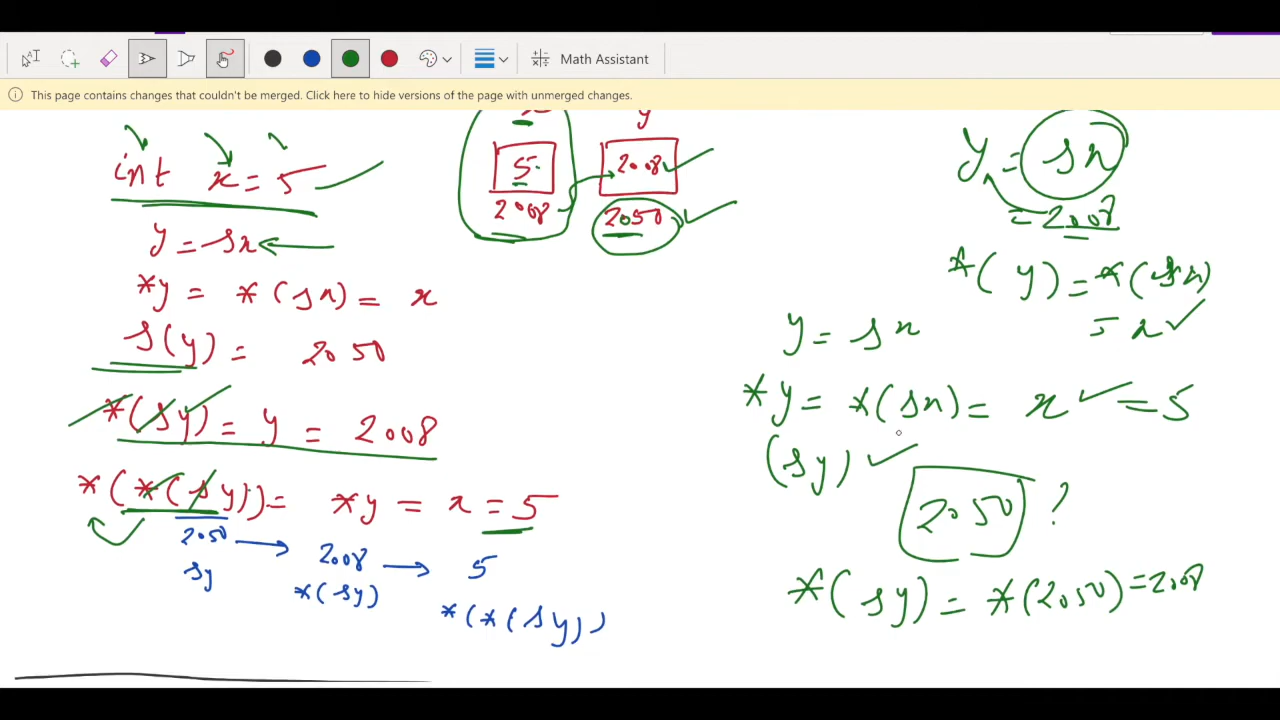 Math Assistant
This page contains changes that couldn't be merged. Click here to hide versions of the page with unmerged changes.
int x = 5
y = &x
*y = *(&x) = x
&(y) = 2050
*(&y) = y = 2008
*(*(&y)) = *y = x = 5
2050 → 2008 → 5
&y *(&y) *(*(&y))
y
5 2008
2008 2050
y = &x
= 2008
*(y) = *(&x)
= x
y = &x
*y = *(&x) = x = 5
(&y)
2050 ?
*(&y) = *(2050) = 2008